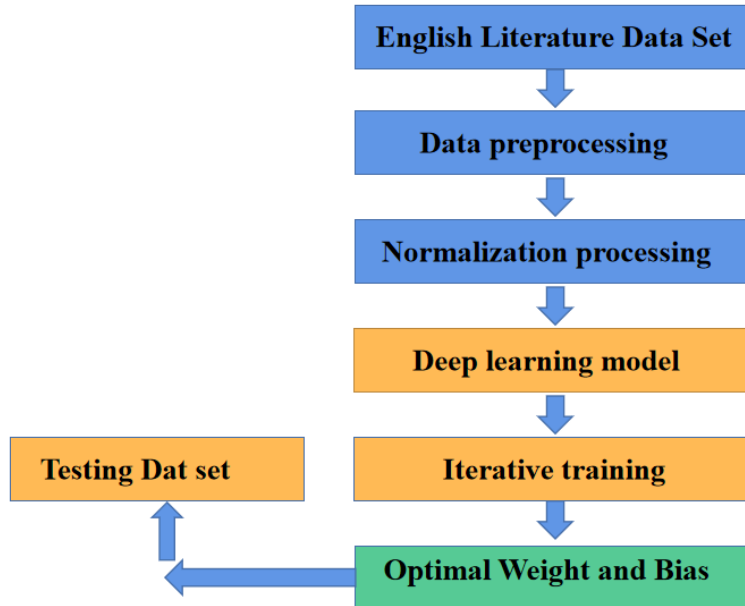 English Literature Data Set
Data preprocessing
Normalization processing
Deep learning model
Testing Dat set
Iterative training
Optimal Weight and Bias